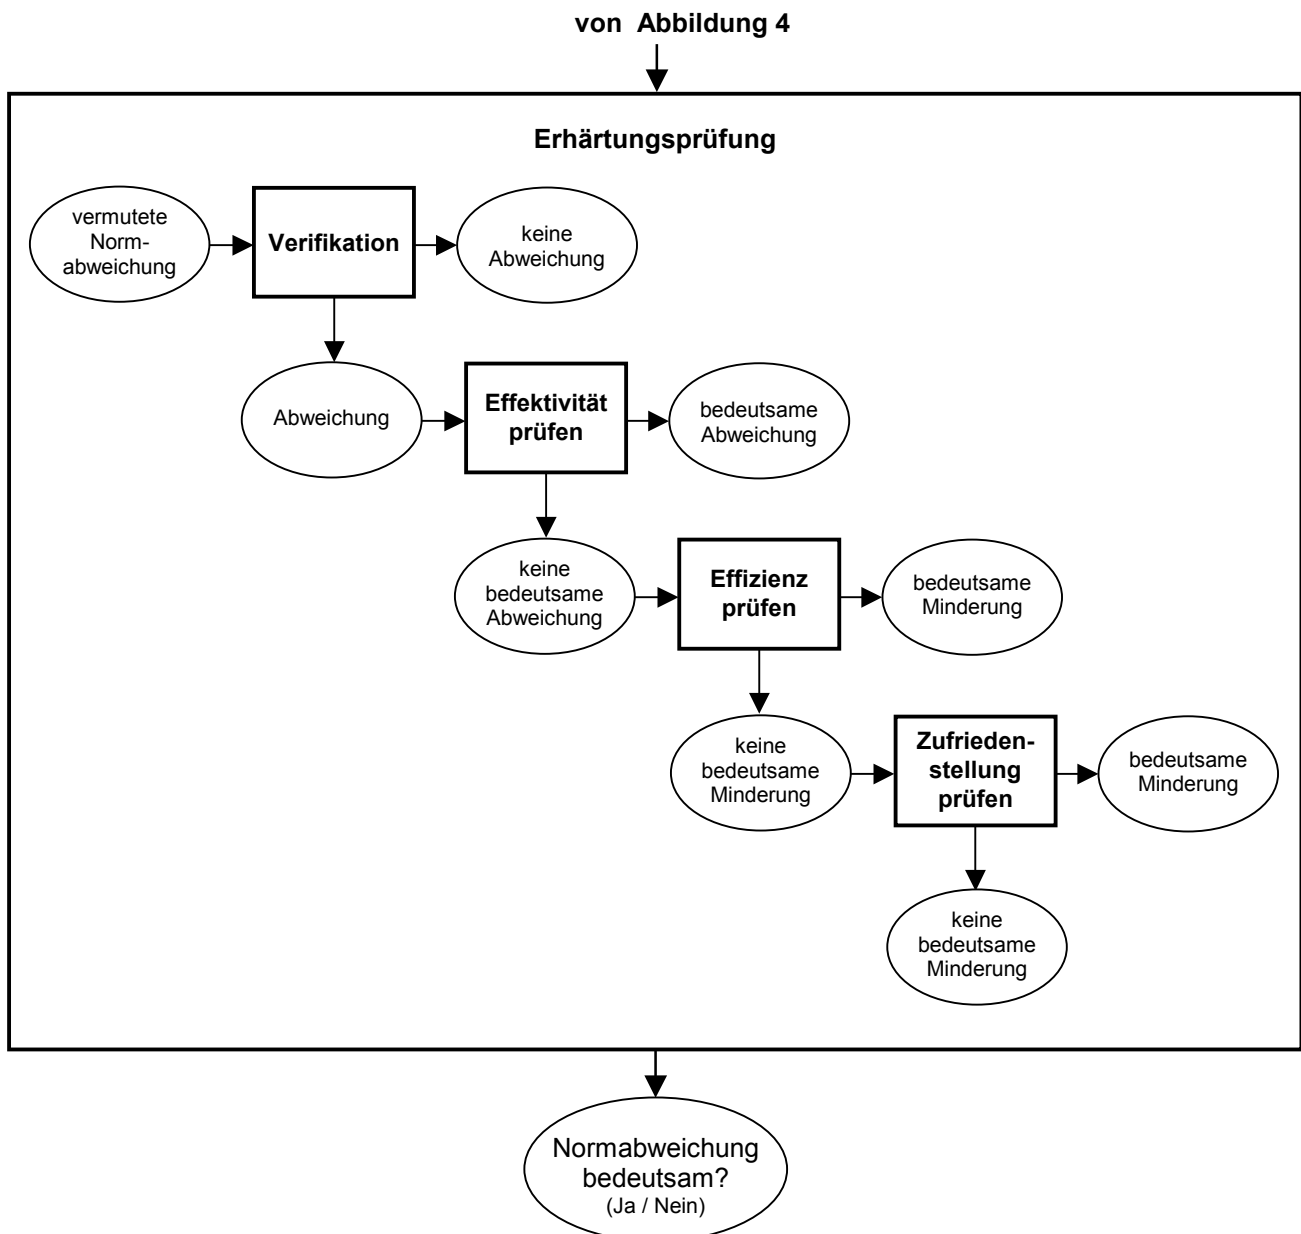 von Abbildung 4
Erhärtungsprüfung
vermutete
Norm-
abweichung
Verifikation
keine
Abweichung
Abweichung
Effektivität
prüfen
bedeutsame
Abweichung
keine
bedeutsame
Abweichung
Effizienz
prüfen
bedeutsame
Minderung
keine
bedeutsame
Minderung
Zufrieden-
stellung
prüfen
bedeutsame
Minderung
keine
bedeutsame
Minderung
Normabweichung
bedeutsam?
(Ja / Nein)